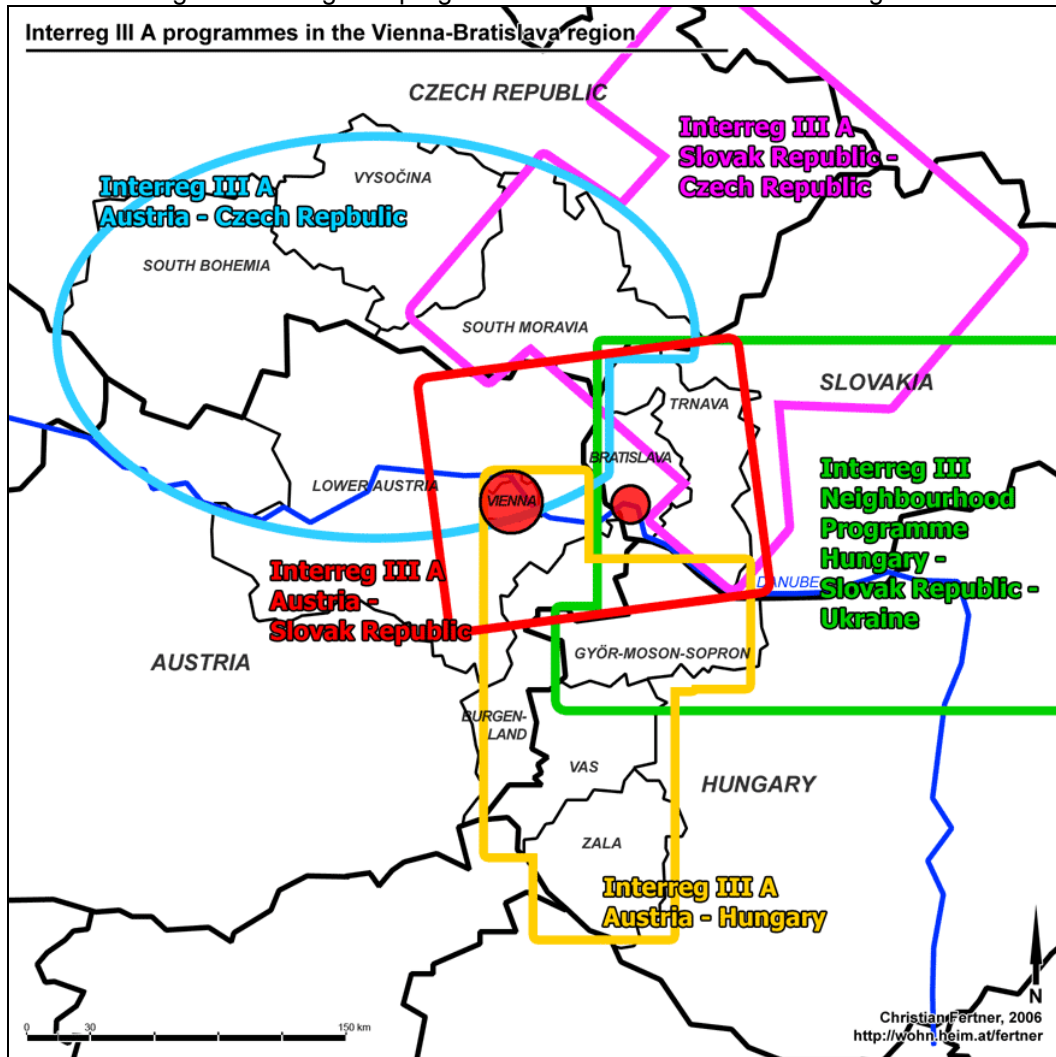 Interreg III A programmes in the Vienna-Bratislava region
CZECH REPUBLIC
Interreg III A
Slovak Republic -
Czech Republic
VYSOČINA
Interreg III A
Austria - Czech Repbulic
SOUTH BOHEMIA
SOUTH MORAVIA
SLOVAKIA
TRNAVA
BRATISLAVA
LOWER AUSTRIA
VIENNA
Interreg III
Neighbourhood
Programme
Hungary -
Slovak Republic -
Ukraine
Interreg III A
Austria -
Slovak Republic
DANUBE
AUSTRIA
GYÖR-MOSON-SOPRON
BURGEN-
LAND
VAS
HUNGARY
ZALA
Interreg III A
Austria - Hungary
N
0 30 150 km
Christian Fertner, 2006
http://wohn.heim.at/fertner